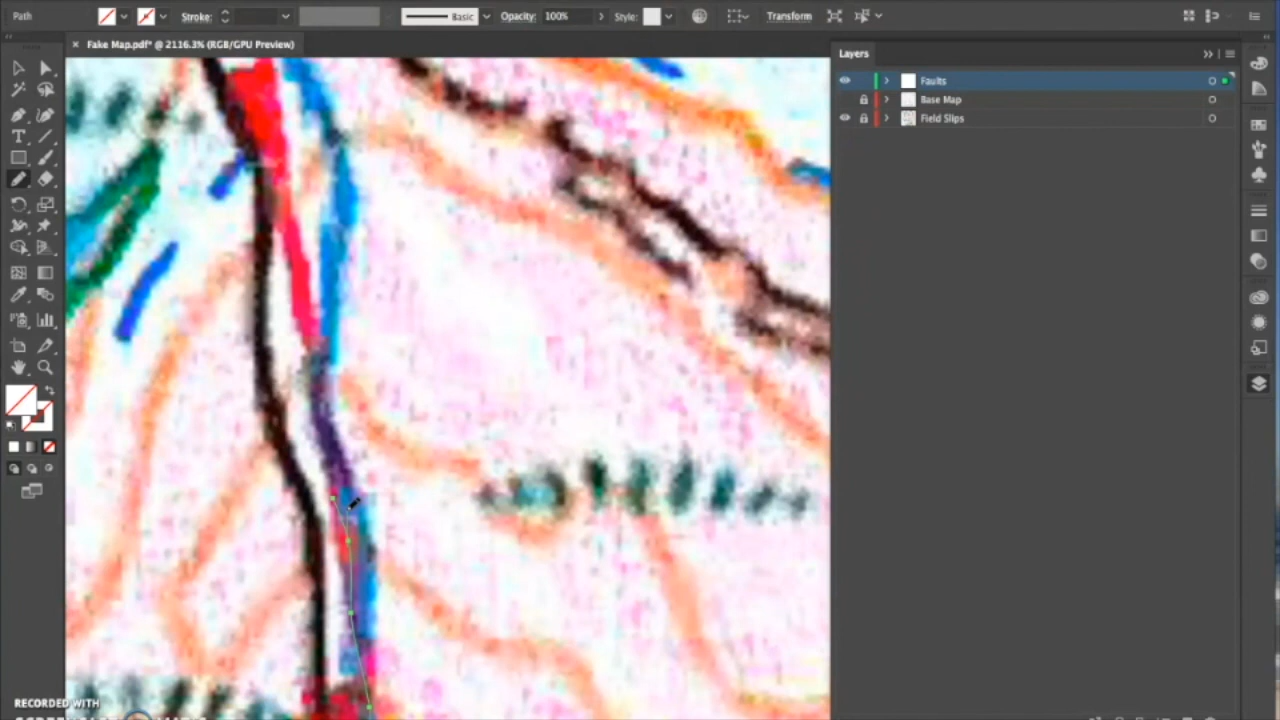 Path
Stroke:
Basic
Opacity: 100%
Style:
Transform
Fake Map.pdf* @ 2116.3% (RGB/GPU Preview)
Layers
Faults
Base Map
Field Slips
RECORDED WITH